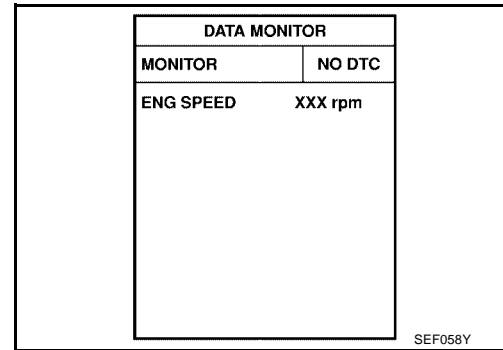 DATA MONITOR
MONITOR NO DTC
ENG SPEED XXX rpm
SEF058Y